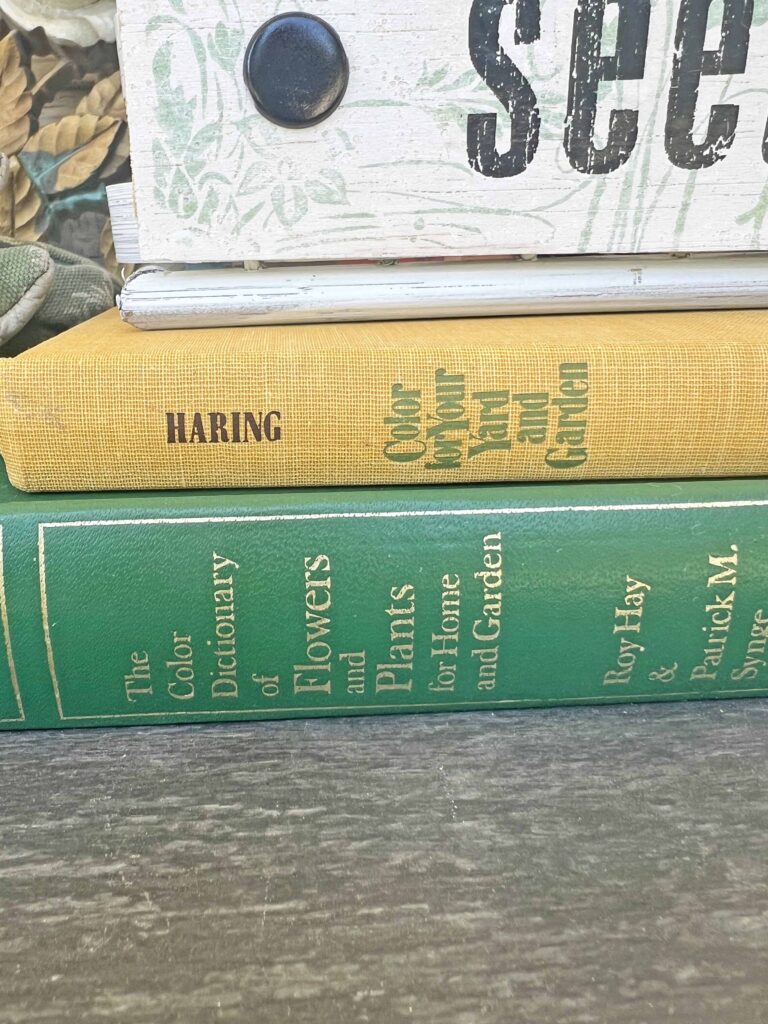 HARING
Color
for Your
Yard
and
Garden
The
Color
Dictionary
of
Flowers
and
Plants
for Home
and Garden
Roy Hay
&
Patrick M.
Synge